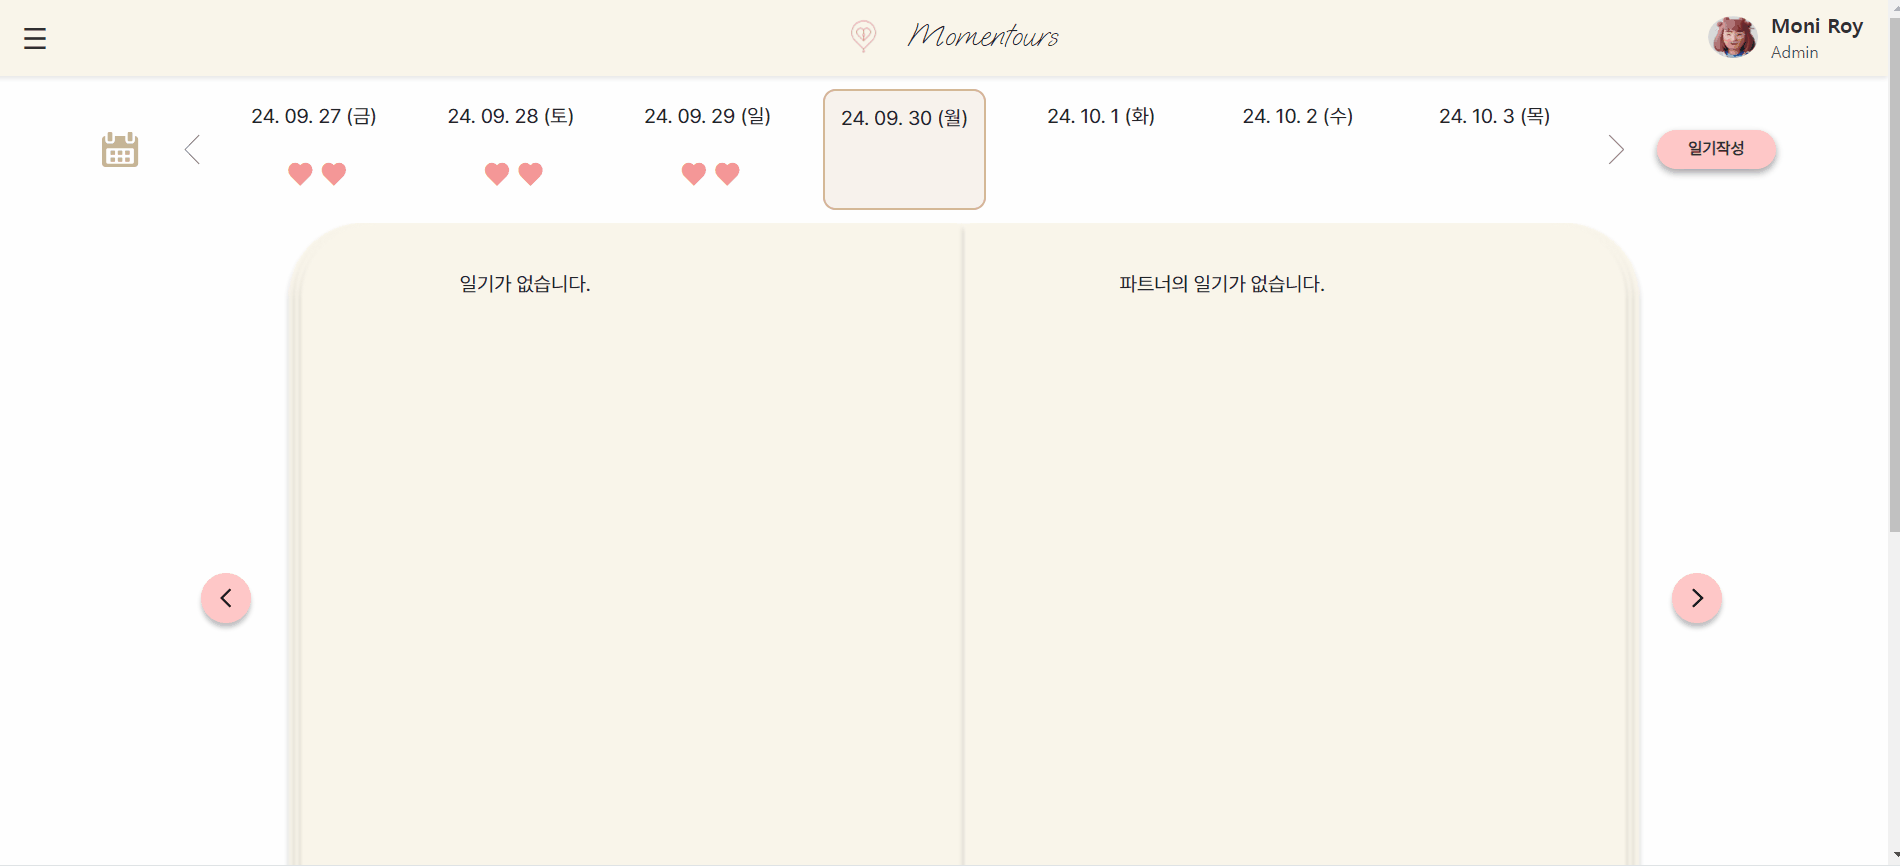 Momentours
Moni Roy
Admin
24. 09. 27 (금)
24. 09. 28 (토)
24. 09. 29 (일)
24. 09. 30 (월)
24. 10. 1 (화)
24. 10. 2 (수)
24. 10. 3 (목)
일기작성
일기가 없습니다.
파트너의 일기가 없습니다.